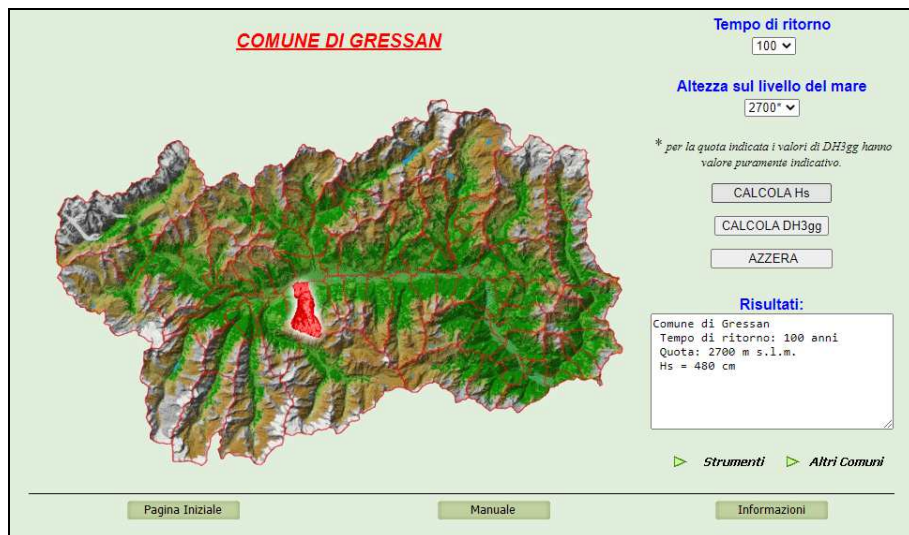 COMUNE DI GRESSAN
Tempo di ritorno
100
Altezza sul livello del mare
2700*
* per la quota indicata i valori di DH3gg hanno
valore puramente indicativo.
CALCOLA Hs
CALCOLA DH3gg
AZZERA
Risultati:
Comune di Gressan
Tempo di ritorno: 100 anni
Quota: 2700 m s.l.m.
Hs = 480 cm
Strumenti
Altri Comuni
Pagina Iniziale
Manuale
Informazioni